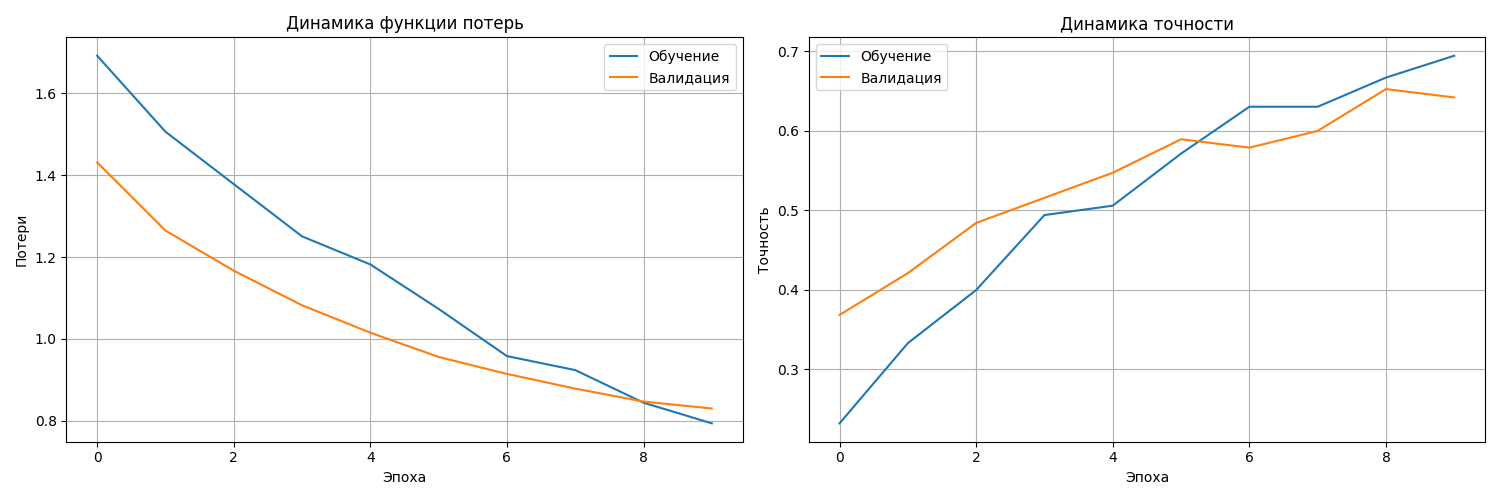 Динамика функции потерь
Обучение
Валидация
1.6
1.4
1.2
1.0
0.8
Потери
0
2
4
6
8
Эпоха
Динамика точности
Обучение
Валидация
0.7
0.6
0.5
0.4
0.3
Точность
0
2
4
6
8
Эпоха